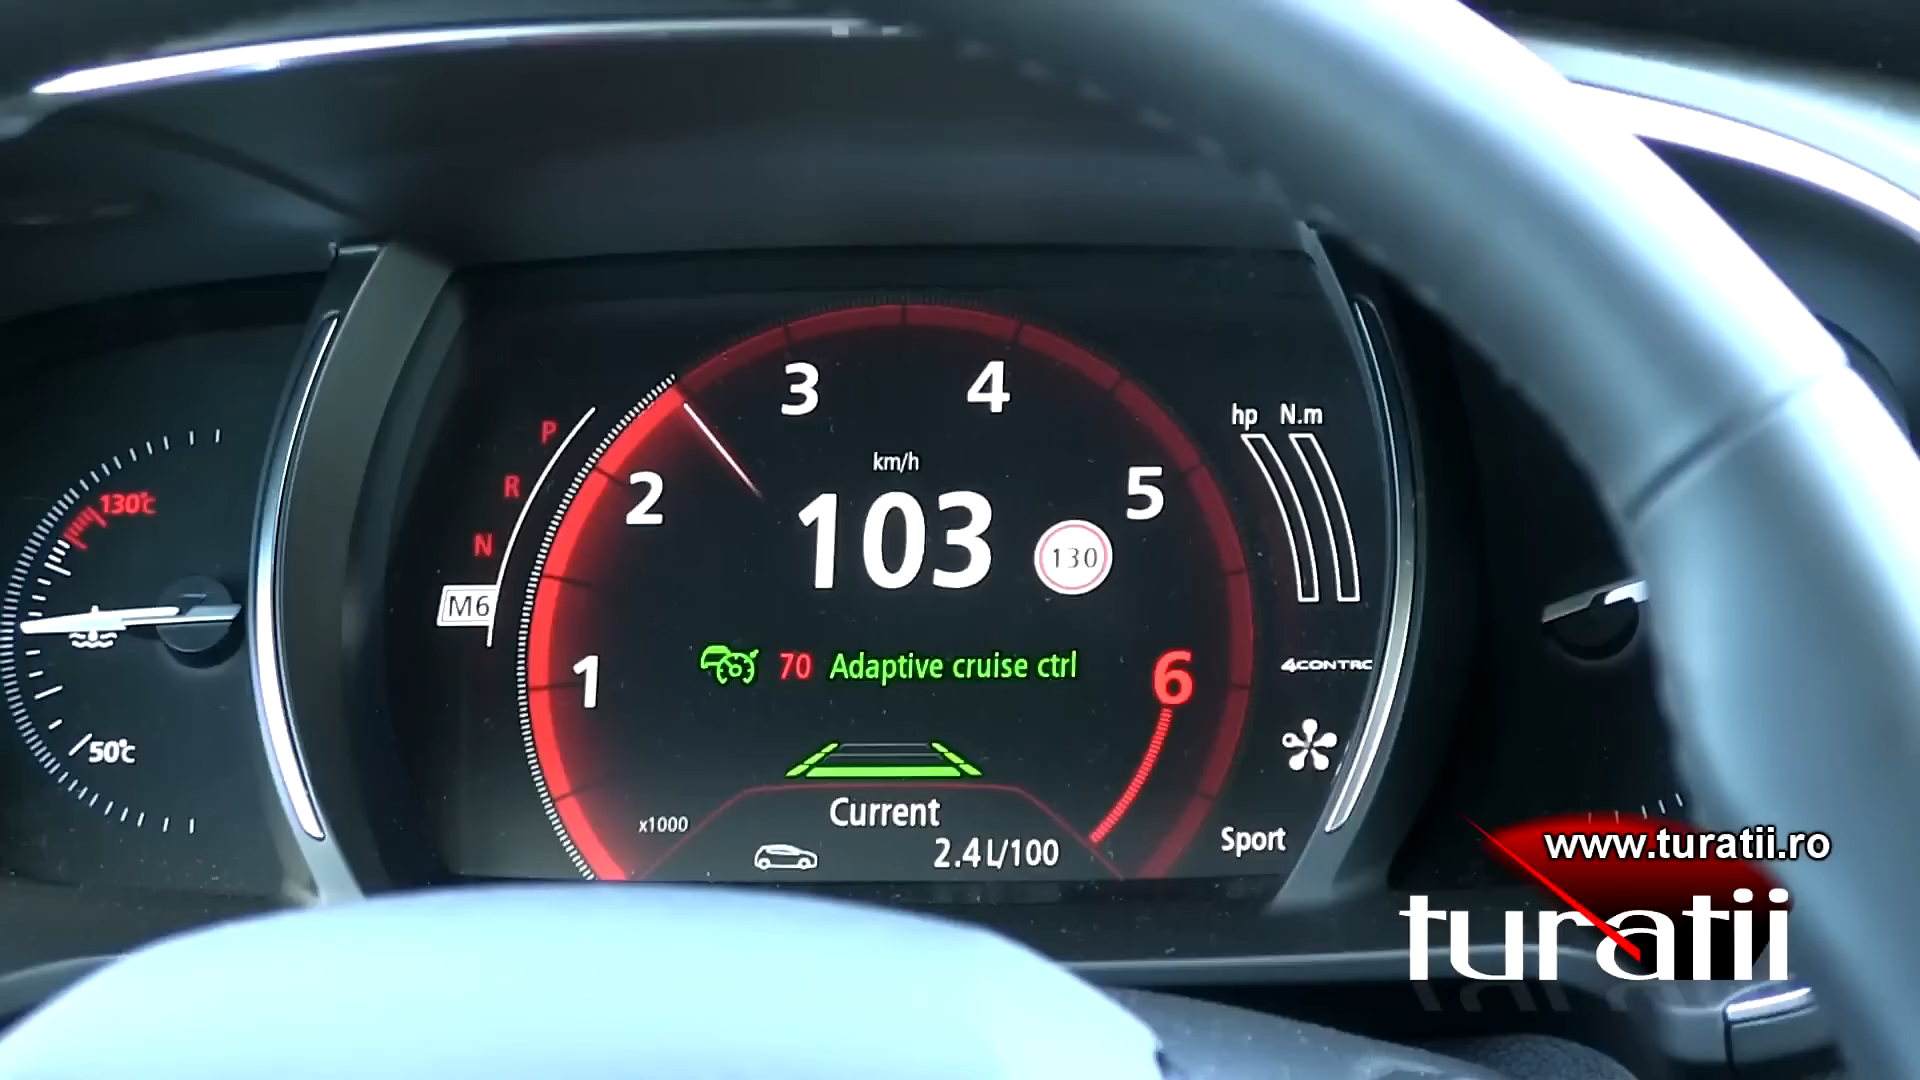 130℃
50℃
P
R
N
M6
1
2
3
4
5
6
x1000
km/h
103
130
70 Adaptive cruise ctrl
Current
2.4 L/100
hp N.m
4CONTRC
Sport
www.turatii.ro
turatii